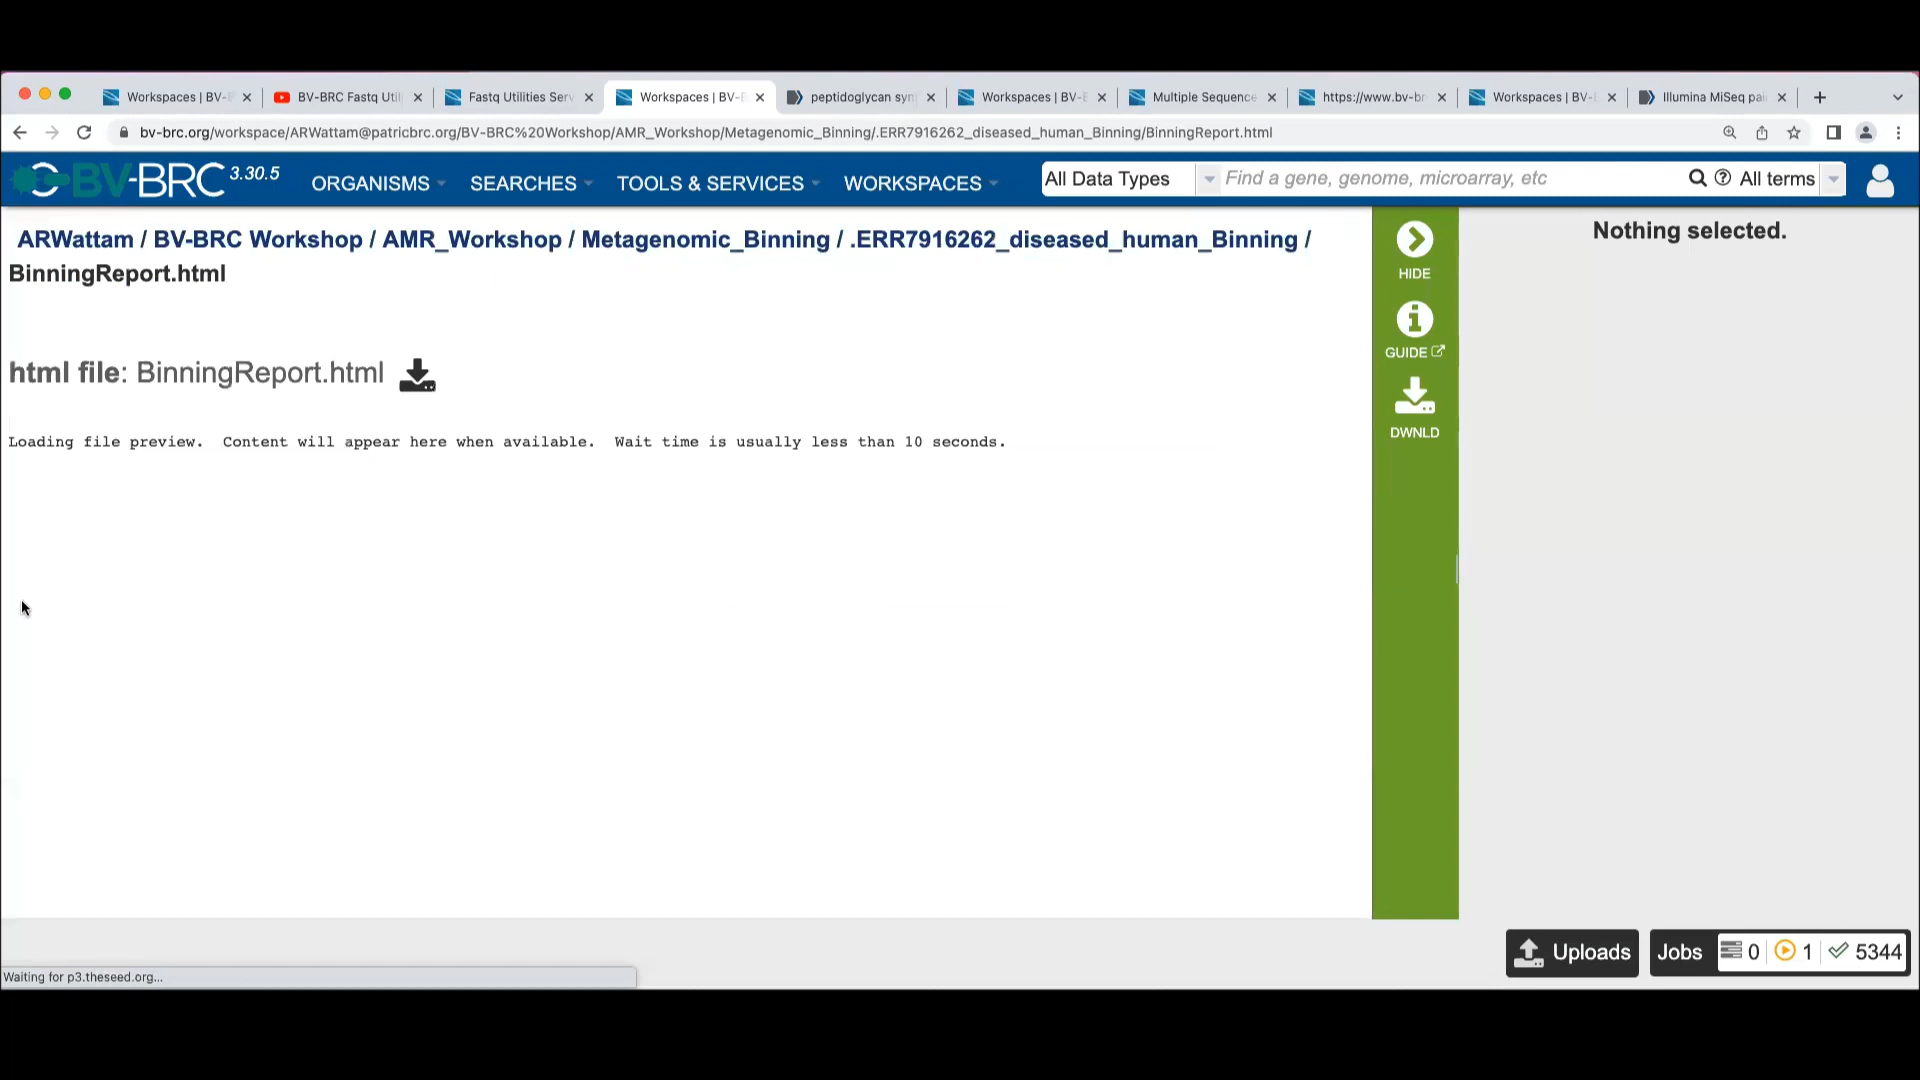 Workspaces | BV-B
BV-BRC Fastq Util
Fastq Utilities Serv
Workspaces | BV-B
peptidoglycan syn
Workspaces | BV-B
Multiple Sequence
https://www.bv-br
Workspaces | BV-B
Illumina MiSeq pai
bv-brc.org/workspace/ARWattam@patricbrc.org/BV-BRC%20Workshop/AMR_Workshop/Metagenomic_Binning/.ERR7916262_diseased_human_Binning/BinningReport.html
BV-BRC 3.30.5 ORGANISMS SEARCHES TOOLS & SERVICES WORKSPACES All Data Types Find a gene, genome, microarray, etc All terms
ARWattam / BV-BRC Workshop / AMR_Workshop / Metagenomic_Binning / .ERR7916262_diseased_human_Binning /
BinningReport.html
html file: BinningReport.html
Loading file preview. Content will appear here when available. Wait time is usually less than 10 seconds.
HIDE
GUIDE
DWNLD
Nothing selected.
Uploads
Jobs 0 1 5344
Waiting for p3.theseed.org...